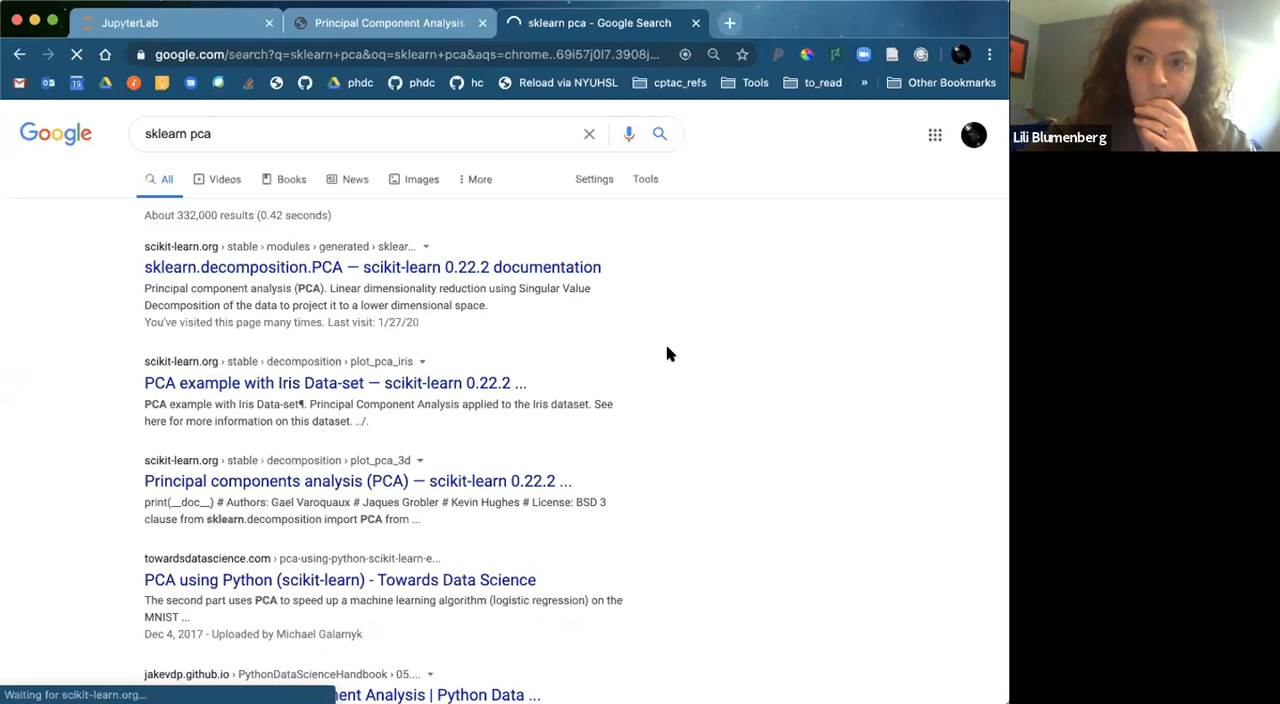 JupyterLab
Principal Component Analysis
sklearn pca - Google Search
google.com/search?q=sklearn+pca&oq=sklearn+pca&aqs=chrome..69i57j0l7.3908j...
19
phdc
phdc
hc
Reload via NYUHSL
cptac_refs
Tools
to_read
»
Other Bookmarks
Lili Blumenberg
Google
sklearn pca
All
Videos
Books
News
Images
More
Settings
Tools
About 332,000 results (0.42 seconds)
scikit-learn.org › stable › modules › generated › sklear...
sklearn.decomposition.PCA — scikit-learn 0.22.2 documentation
Principal component analysis (PCA). Linear dimensionality reduction using Singular Value
Decomposition of the data to project it to a lower dimensional space.
You've visited this page many times. Last visit: 1/27/20
scikit-learn.org › stable › decomposition › plot_pca_iris
PCA example with Iris Data-set — scikit-learn 0.22.2 ...
PCA example with Iris Data-set¶. Principal Component Analysis applied to the Iris dataset. See
here for more information on this dataset. ../.
scikit-learn.org › stable › decomposition › plot_pca_3d
Principal components analysis (PCA) — scikit-learn 0.22.2 ...
print(__doc__) # Authors: Gael Varoquaux # Jaques Grobler # Kevin Hughes # License: BSD 3
clause from sklearn.decomposition import PCA from ...
towardsdatascience.com › pca-using-python-scikit-learn-e...
PCA using Python (scikit-learn) - Towards Data Science
The second part uses PCA to speed up a machine learning algorithm (logistic regression) on the
MNIST ...
Dec 4, 2017 - Uploaded by Michael Galarnyk
jakevdp.github.io › PythonDataScienceHandbook › 05....
ent Analysis | Python Data ...
Waiting for scikit-learn.org...